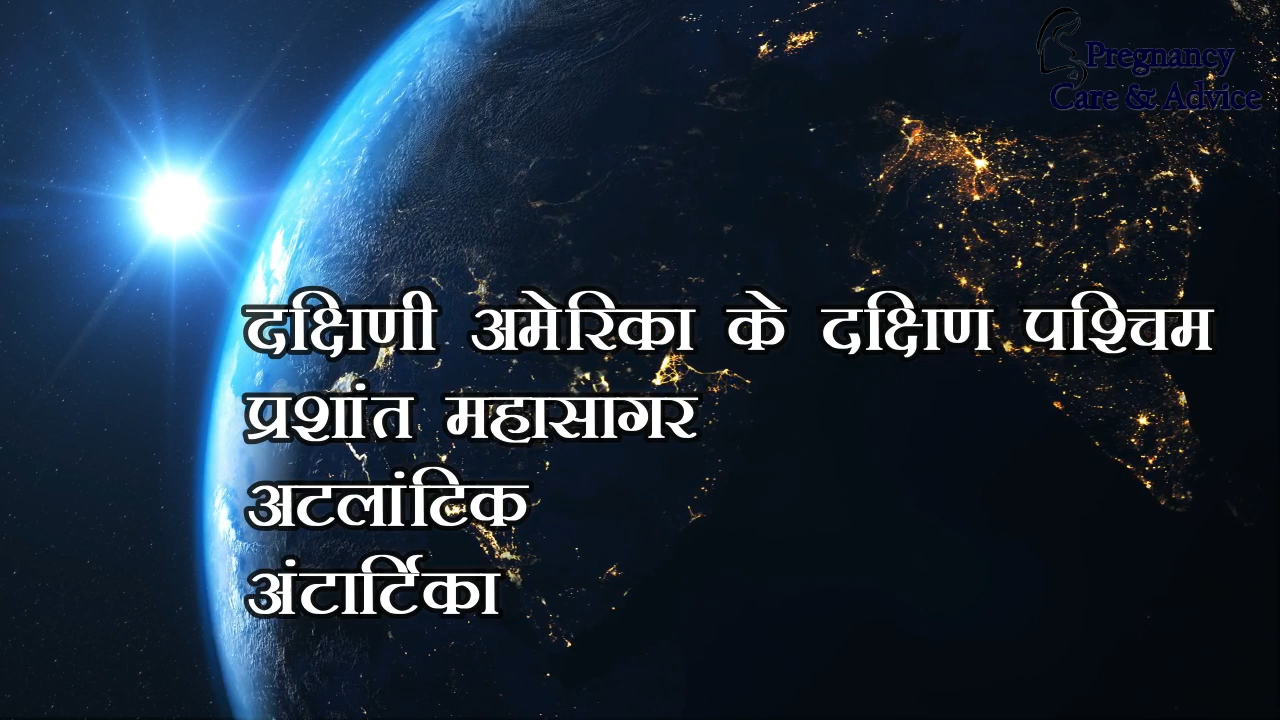 Pregnancy
Care & Advice
दक्षिणी अमेरिका के दक्षिण पश्चिम
प्रशांत महासागर
अटलांटिक
अंटार्टिका